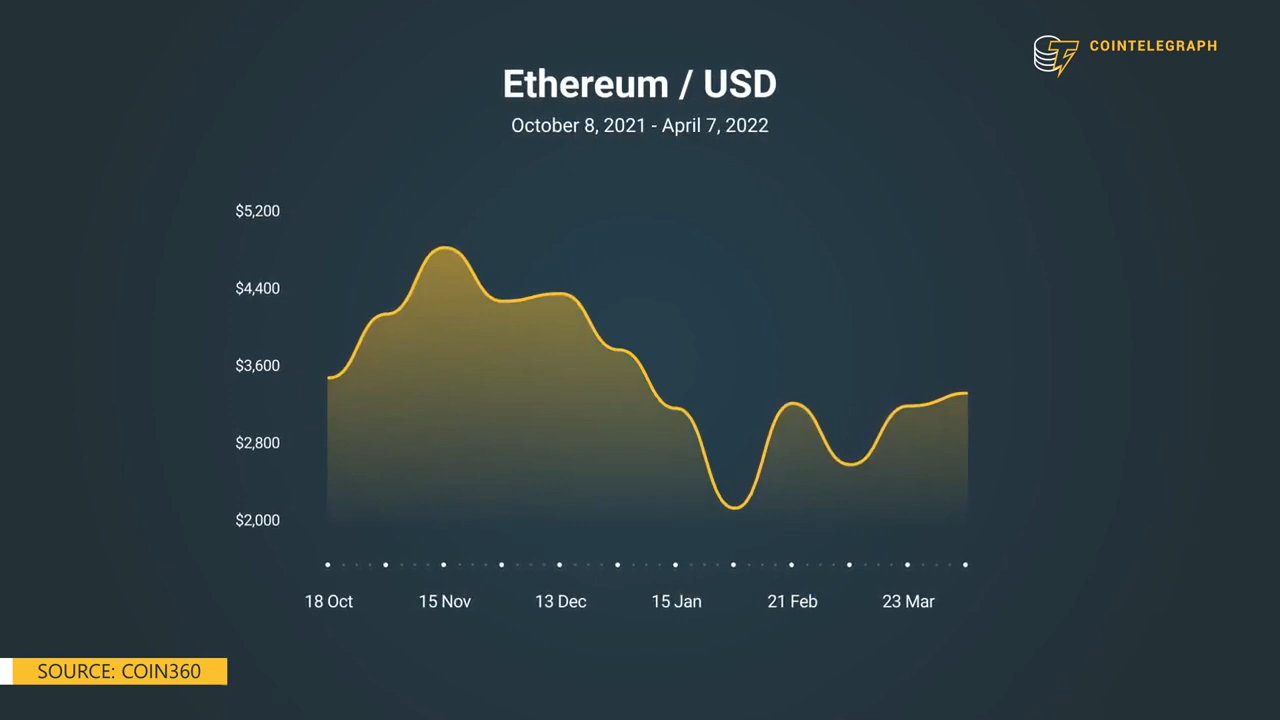 COINTELEGRAPH
Ethereum / USD
October 8, 2021 - April 7, 2022
$5,200
$4,400
$3,600
$2,800
$2,000
18 Oct 15 Nov 13 Dec 15 Jan 21 Feb 23 Mar
SOURCE: COIN360